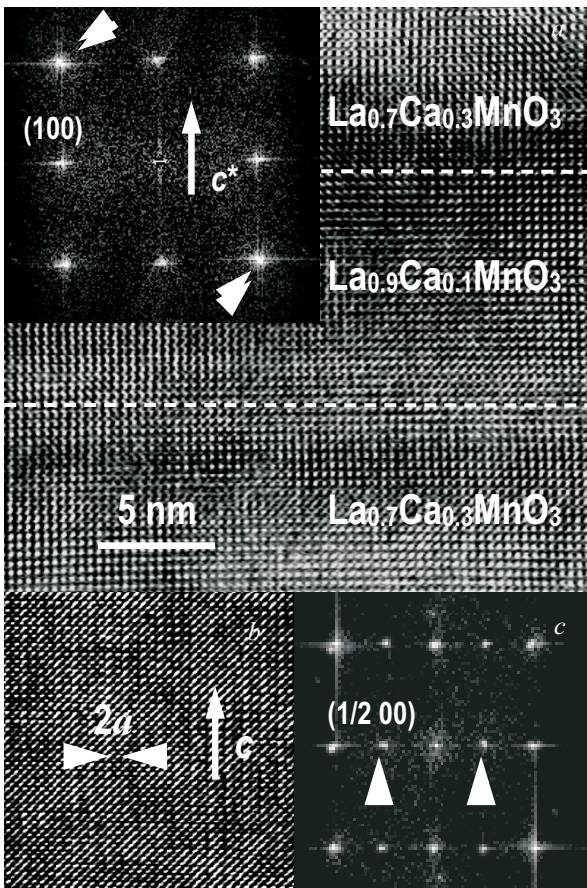 a
La₀.₇Ca₀.₃MnO₃
(100)
c*
La₀.₉Ca₀.₁MnO₃
5 nm
La₀.₇Ca₀.₃MnO₃
b
c
2a
c
(1/2 00)